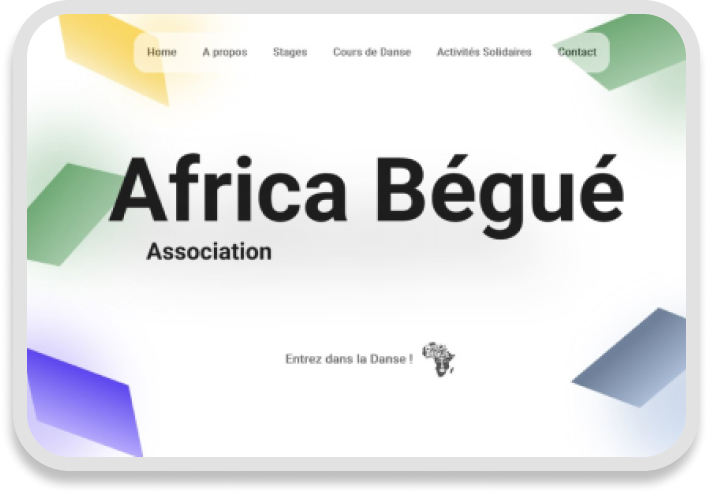 Home A propos Stages Cours de Danse Activités Solidaires Contact
Africa Bégué
Association
Entrez dans la Danse !